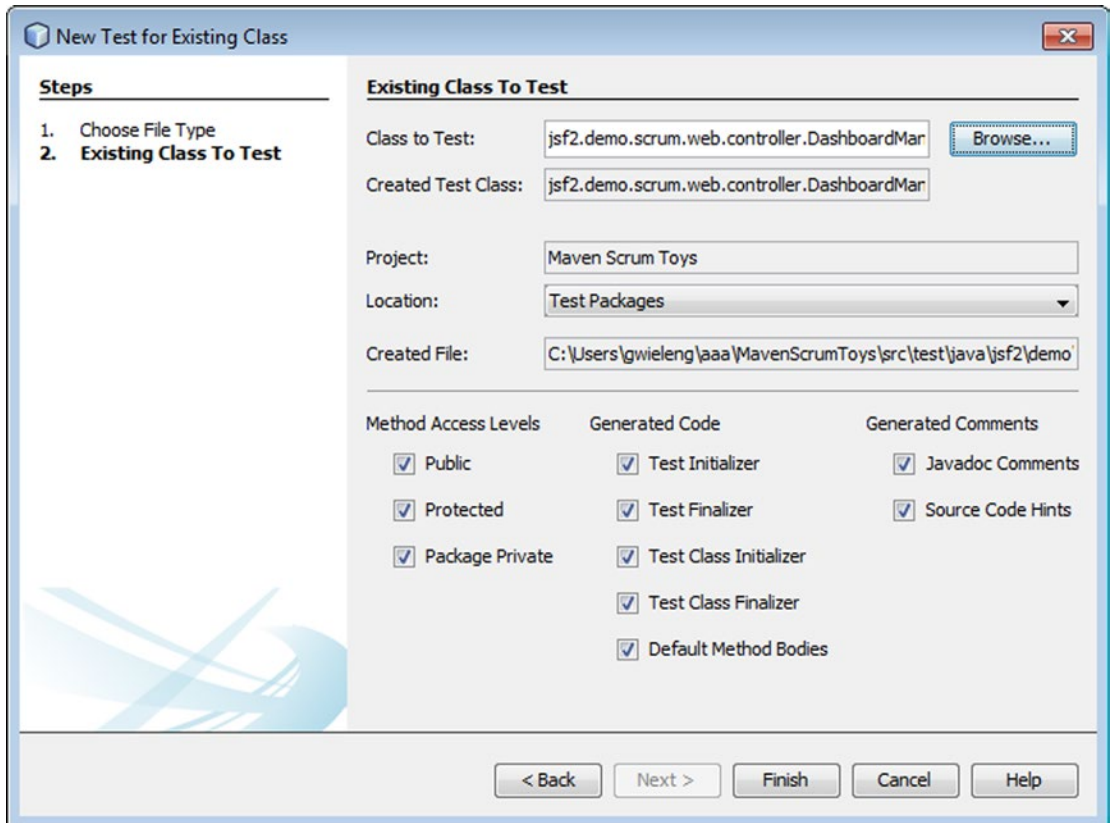 New Test for Existing Class
Steps
1. Choose File Type
2. Existing Class To Test
Existing Class To Test
Class to Test: jsf2.demo.scrum.web.controller.DashboardMan Browse...
Created Test Class: jsf2.demo.scrum.web.controller.DashboardMan
Project: Maven Scrum Toys
Location: Test Packages
Created File: C:\Users\gwieleng\aaa\MavenScrumToys\src\test\java\jsf2\demo
Method Access Levels Generated Code Generated Comments
Public Test Initializer Javadoc Comments
Protected Test Finalizer Source Code Hints
Package Private Test Class Initializer
Test Class Finalizer
Default Method Bodies
< Back Next > Finish Cancel Help